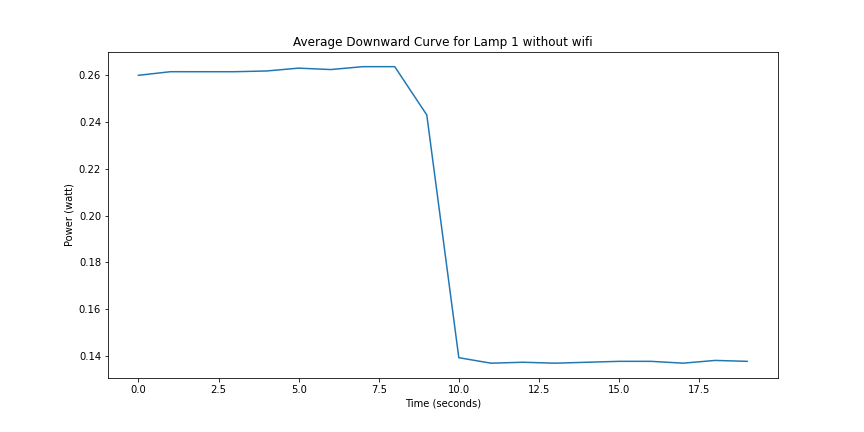 Average Downward Curve for Lamp 1 without wifi
0.26
0.24
0.22
0.20
0.18
0.16
0.14
Power (watt)
0.0 2.5 5.0 7.5 10.0 12.5 15.0 17.5
Time (seconds)